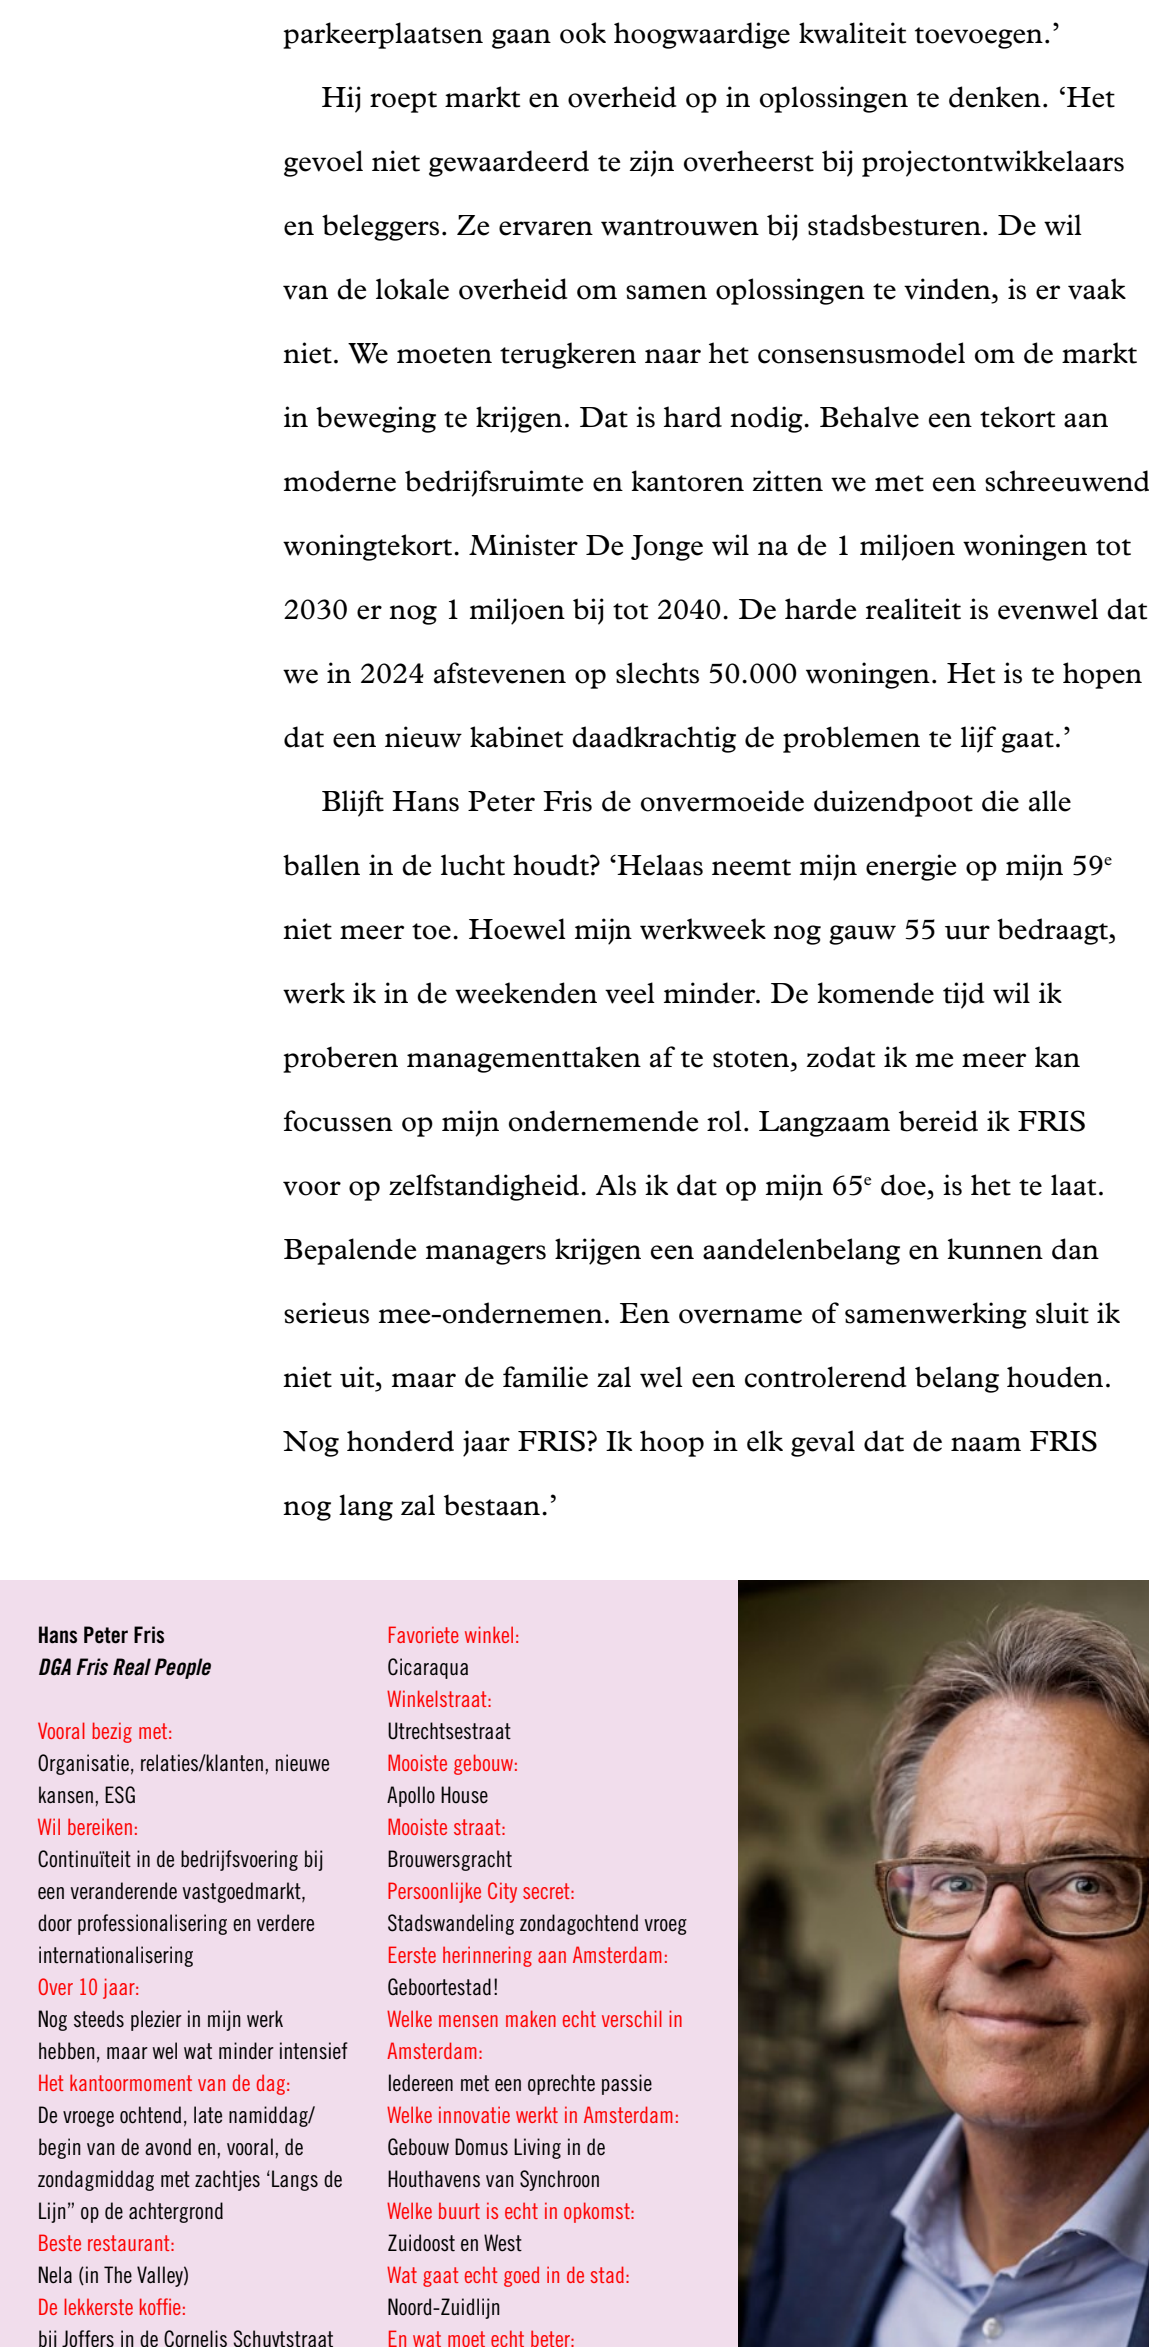 parkeerplaatsen gaan ook hoogwaardige kwaliteit toevoegen.’
Hij roept markt en overheid op in oplossingen te denken. ‘Het
gevoel niet gewaardeerd te zijn overheerst bij projectontwikkelaars
en beleggers. Ze ervaren wantrouwen bij stadsbesturen. De wil
van de lokale overheid om samen oplossingen te vinden, is er vaak
niet. We moeten terugkeren naar het consensusmodel om de markt
in beweging te krijgen. Dat is hard nodig. Behalve een tekort aan
moderne bedrijfsruimte en kantoren zitten we met een schreeuwend
woningtekort. Minister De Jonge wil na de 1 miljoen woningen tot
2030 er nog 1 miljoen bij tot 2040. De harde realiteit is evenwel dat
we in 2024 afstevenen op slechts 50.000 woningen. Het is te hopen
dat een nieuw kabinet daadkrachtig de problemen te lijf gaat.’
Blijft Hans Peter Fris de onvermoeide duizendpoot die alle
ballen in de lucht houdt? ‘Helaas neemt mijn energie op mijn 59e
niet meer toe. Hoewel mijn werkweek nog gauw 55 uur bedraagt,
werk ik in de weekenden veel minder. De komende tijd wil ik
proberen managementtaken af te stoten, zodat ik me meer kan
focussen op mijn ondernemende rol. Langzaam bereid ik FRIS
voor op zelfstandigheid. Als ik dat op mijn 65e doe, is het te laat.
Bepalende managers krijgen een aandelenbelang en kunnen dan
serieus mee-ondernemen. Een overname of samenwerking sluit ik
niet uit, maar de familie zal wel een controlerend belang houden.
Nog honderd jaar FRIS? Ik hoop in elk geval dat de naam FRIS
nog lang zal bestaan.’
Hans Peter Fris
DGA Fris Real People
Vooral bezig met:
Organisatie, relaties/klanten, nieuwe
kansen, ESG
Wil bereiken:
Continuïteit in de bedrijfsvoering bij
een veranderende vastgoedmarkt,
door professionalisering en verdere
internationalisering
Over 10 jaar:
Nog steeds plezier in mijn werk
hebben, maar wel wat minder intensief
Het kantoormoment van de dag:
De vroege ochtend, late namiddag/
begin van de avond en, vooral, de
zondagmiddag met zachtjes ‘Langs de
Lijn” op de achtergrond
Beste restaurant:
Nela (in The Valley)
De lekkerste koffie:
bij Joffers in de Cornelis Schuytstraat
Favoriete winkel:
Cicaraqua
Winkelstraat:
Utrechtsestraat
Mooiste gebouw:
Apollo House
Mooiste straat:
Brouwersgracht
Persoonlijke City secret:
Stadswandeling zondagochtend vroeg
Eerste herinnering aan Amsterdam:
Geboortestad!
Welke mensen maken echt verschil in
Amsterdam:
Iedereen met een oprechte passie
Welke innovatie werkt in Amsterdam:
Gebouw Domus Living in de
Houthavens van Synchroon
Welke buurt is echt in opkomst:
Zuidoost en West
Wat gaat echt goed in de stad:
Noord-Zuidlijn
En wat moet echt beter: